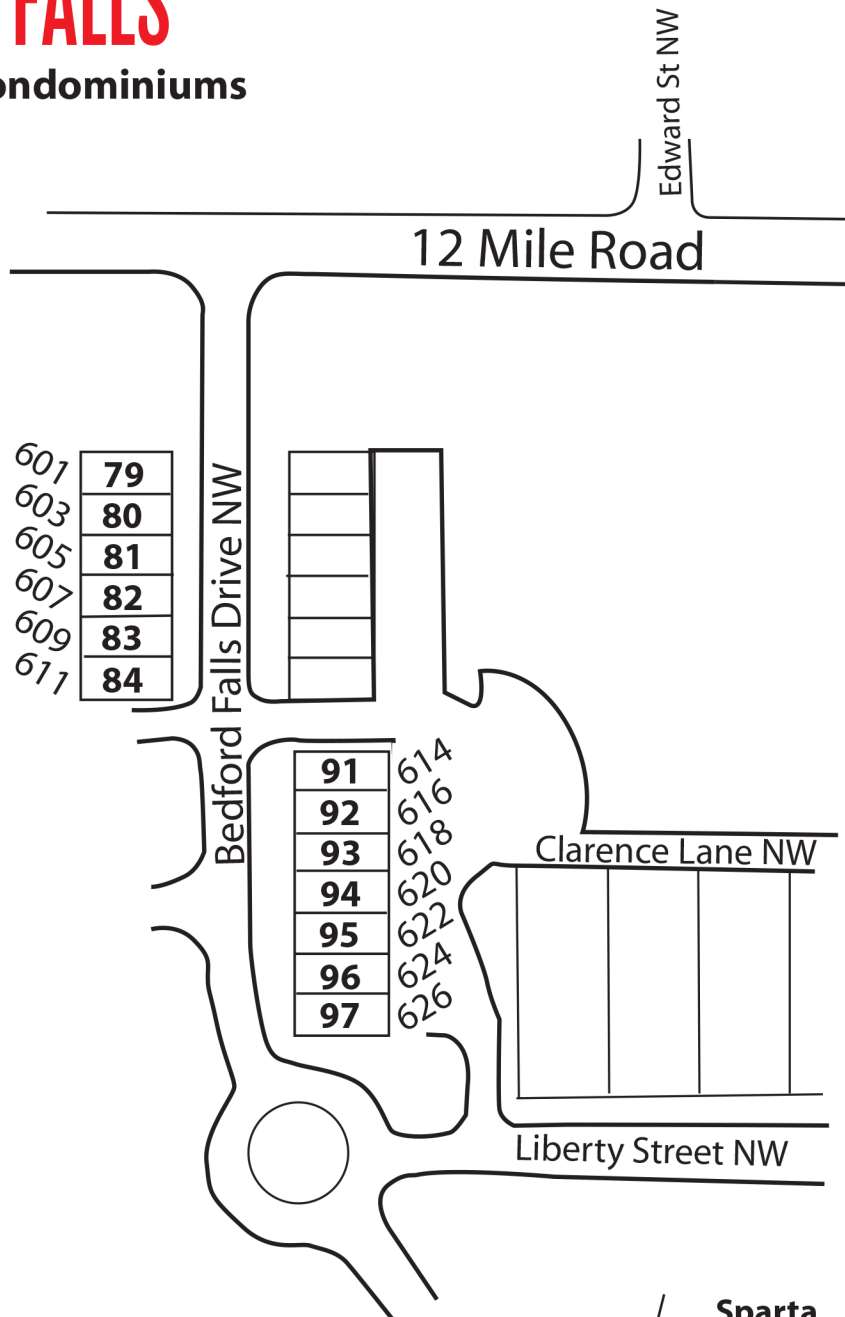 FALLS
ondominiums
Edward St NW
12 Mile Road
601 79
603 80
605 81
607 82
609 83
611 84
Bedford Falls Drive NW
91 614
92 616
93 618
94 620
95 622
96 624
97 626
Clarence Lane NW
Liberty Street NW
Sparta